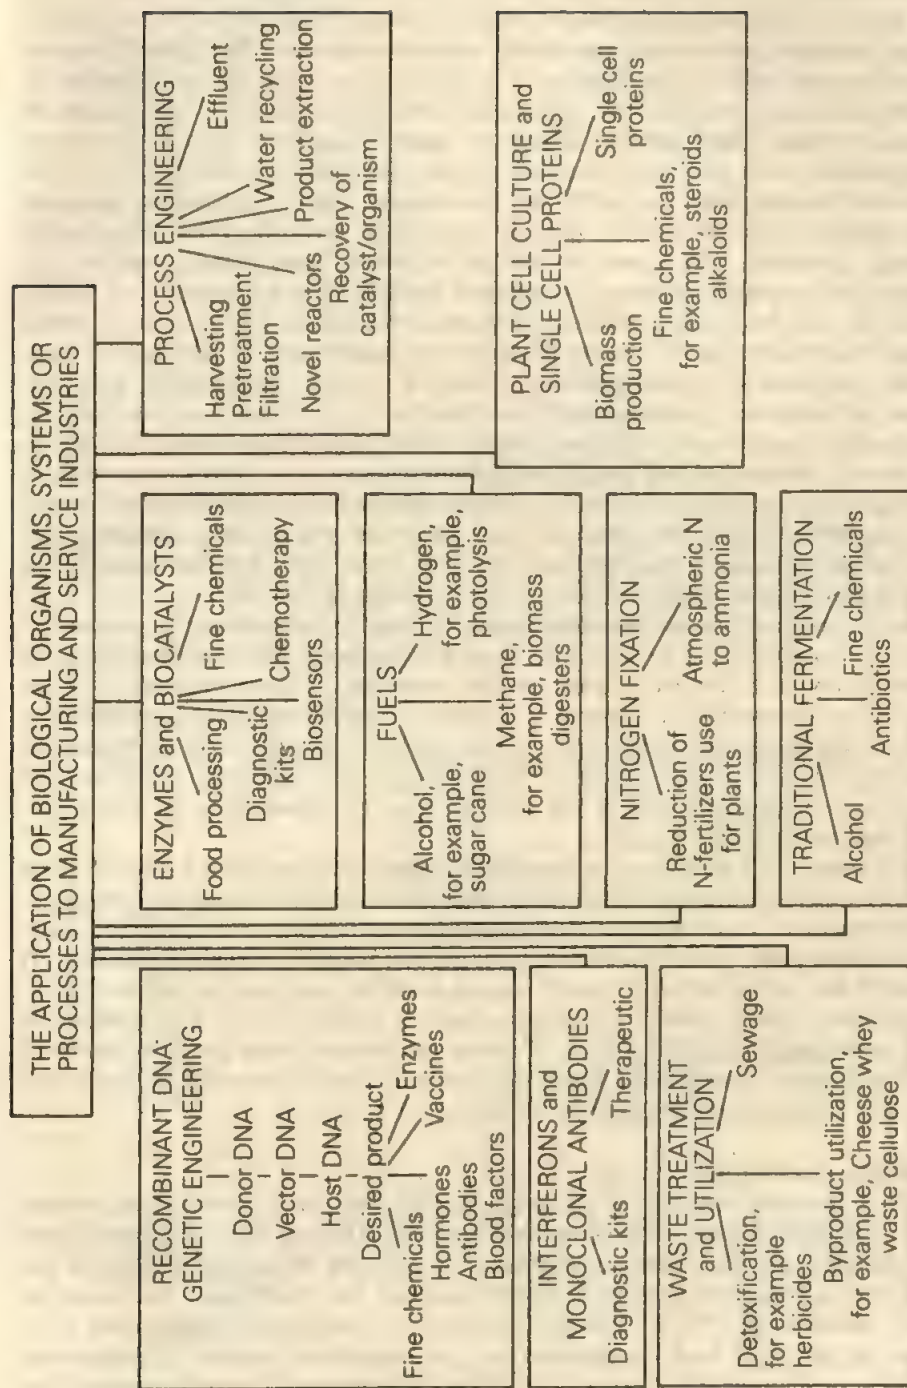 THE APPLICATION OF BIOLOGICAL ORGANISMS, SYSTEMS OR
PROCESSES TO MANUFACTURING AND SERVICE INDUSTRIES
RECOMBINANT DNA
GENETIC ENGINEERING
Donor DNA
Vector DNA
Host DNA
Desired product
Enzymes
Vaccines
Fine chemicals
Hormones
Antibodies
Blood factors
INTERFERONS and
MONOCLONAL ANTIBODIES
Diagnostic kits
Therapeutic
WASTE TREATMENT
and UTILIZATION
Detoxification,
for example
herbicides
Sewage
Byproduct utilization,
for example, Cheese whey
waste cellulose
ENZYMES and BIOCATALYSTS
Food processing
Fine chemicals
Diagnostic
kits
Chemotherapy
Biosensors
FUELS
Alcohol,
for example,
sugar cane
Hydrogen,
for example,
photolysis
Methane,
for example, biomass
digesters
NITROGEN FIXATION
Reduction of
N-fertilizers use
for plants
Atmospheric N
to ammonia
TRADITIONAL FERMENTATION
Alcohol
Fine chemicals
Antibiotics
PROCESS ENGINEERING
Harvesting
Pretreatment
Filtration
Effluent
Water recycling
Novel reactors
Product extraction
Recovery of
catalyst/organism
PLANT CELL CULTURE and
SINGLE CELL PROTEINS
Biomass
production
Single cell
proteins
Fine chemicals,
for example, steroids
alkaloids